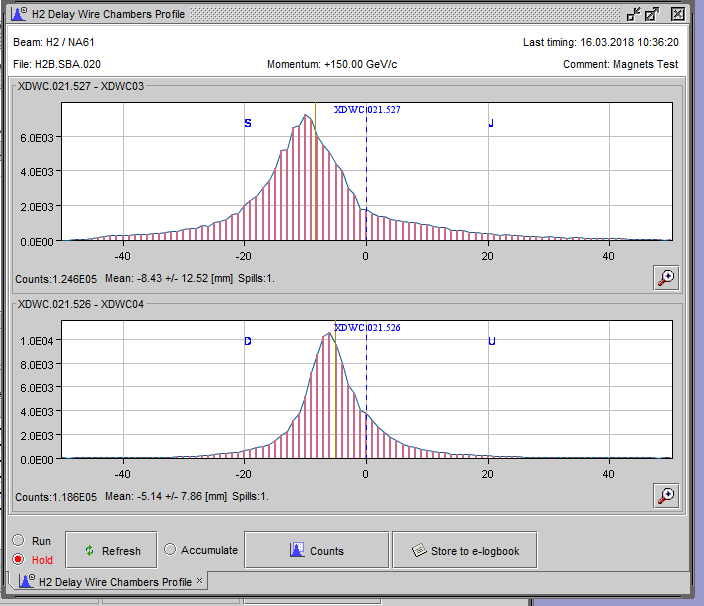 H2 Delay Wire Chambers Profile
Beam: H2 / NA61 Last timing: 16.03.2018 10:36:20
File: H2B.SBA.020 Momentum: +150.00 GeV/c Comment: Magnets Test
XDWC.021.527 - XDWC03
XDWC.021.527
S J
6.0E03
4.0E03
2.0E03
0.0E00
-40 -20 0 20 40
Counts:1.246E05 Mean: -8.43 +/- 12.52 [mm] Spills:1.
XDWC.021.526 - XDWC04
XDWC.021.526
D U
1.0E04
8.0E03
6.0E03
4.0E03
2.0E03
0.0E00
-40 -20 0 20 40
Counts:1.186E05 Mean: -5.14 +/- 7.86 [mm] Spills:1.
Run
Hold
Refresh
Accumulate
Counts
Store to e-logbook
H2 Delay Wire Chambers Profile ×